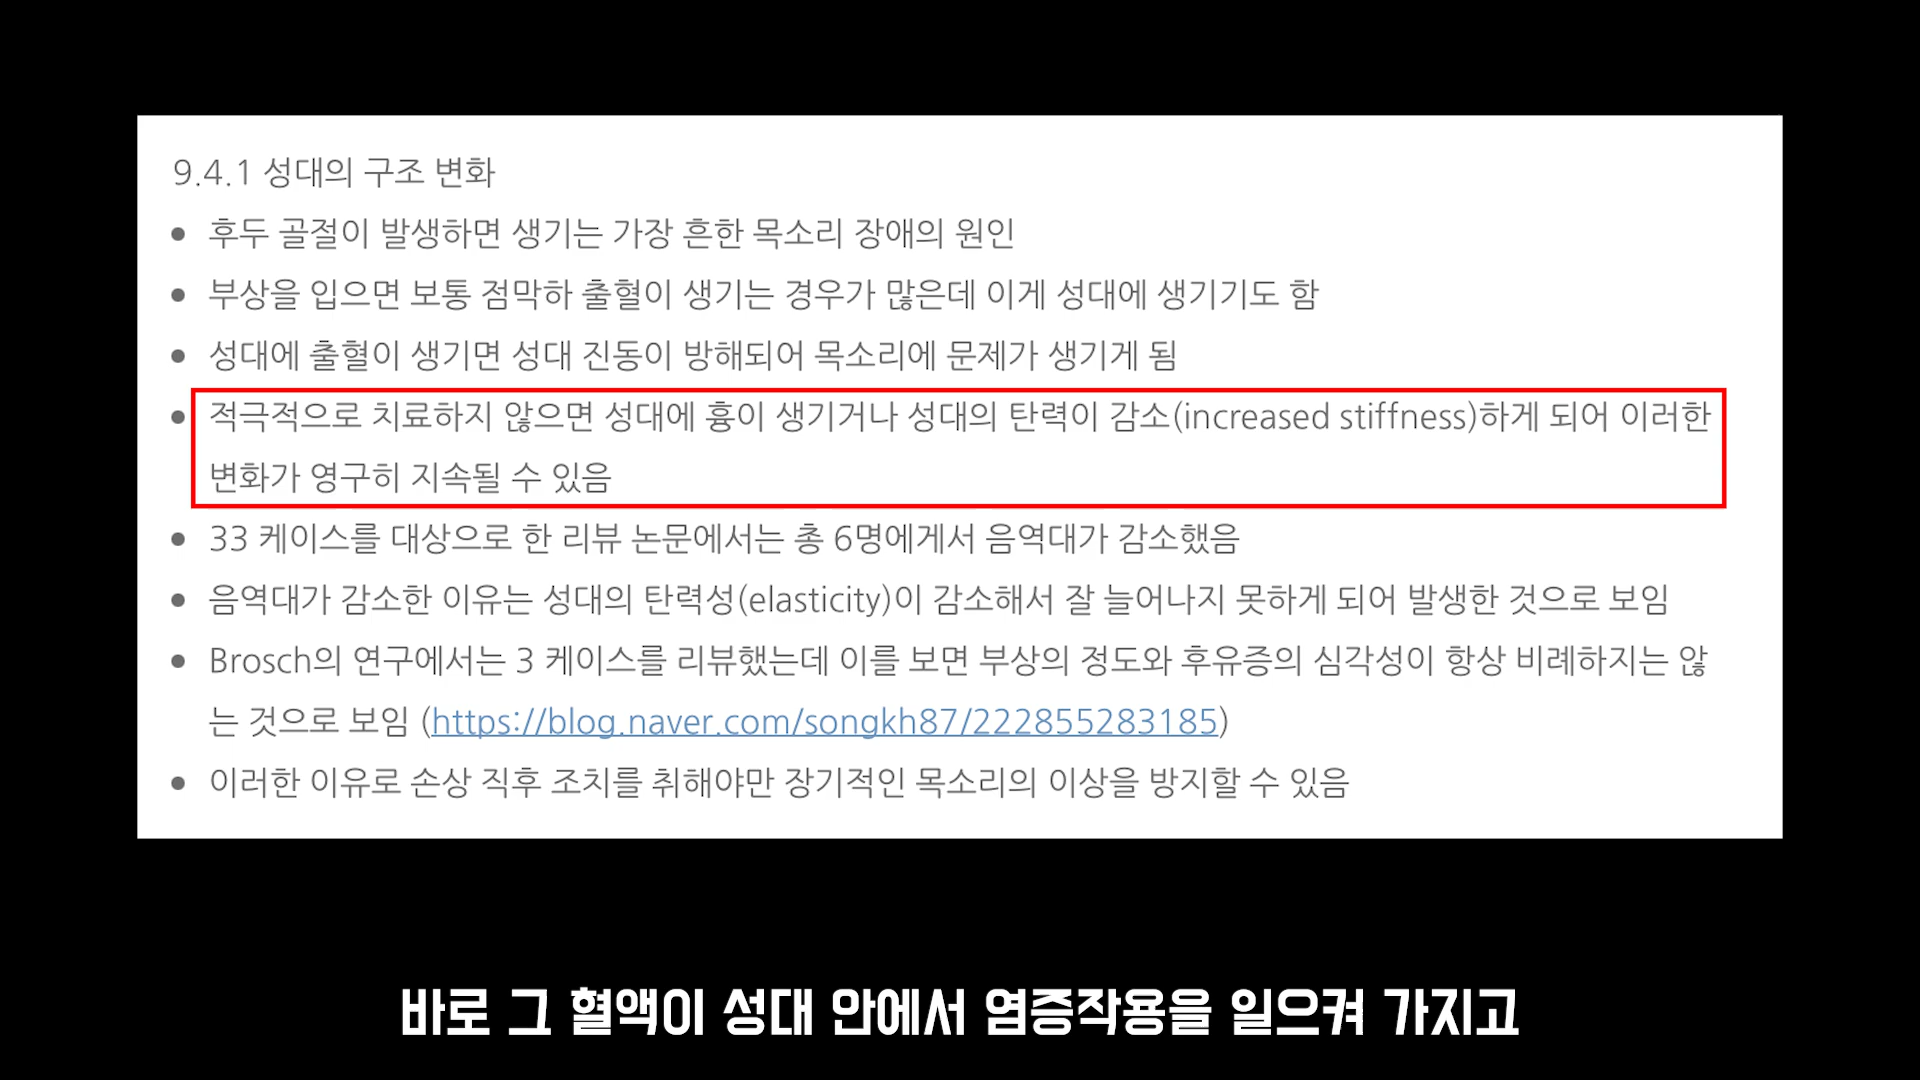 9.4.1 성대의 구조 변화
● 후두 골절이 발생하면 생기는 가장 흔한 목소리 장애의 원인
● 부상을 입으면 보통 점막하 출혈이 생기는 경우가 많은데 이게 성대에 생기기도 함
● 성대에 출혈이 생기면 성대 진동이 방해되어 목소리에 문제가 생기게 됨
● 적극적으로 치료하지 않으면 성대에 흉이 생기거나 성대의 탄력이 감소(increased stiffness)하게 되어 이러한
변화가 영구히 지속될 수 있음
● 33 케이스를 대상으로 한 리뷰 논문에서는 총 6명에게서 음역대가 감소했음
● 음역대가 감소한 이유는 성대의 탄력성(elasticity)이 감소해서 잘 늘어나지 못하게 되어 발생한 것으로 보임
● Brosch의 연구에서는 3 케이스를 리뷰했는데 이를 보면 부상의 정도와 후유증의 심각성이 항상 비례하지는 않
는 것으로 보임 (https://blog.naver.com/songkh87/222855283185)
● 이러한 이유로 손상 직후 조치를 취해야만 장기적인 목소리의 이상을 방지할 수 있음
바로 그 혈액이 성대 안에서 염증작용을 일으켜 가지고